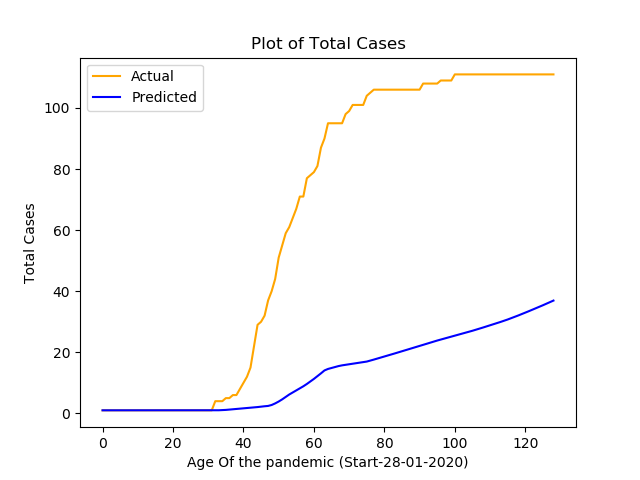 Plot of Total Cases
Actual
Predicted
Total Cases
100
80
60
40
20
0
0 20 40 60 80 100 120
Age Of the pandemic (Start-28-01-2020)